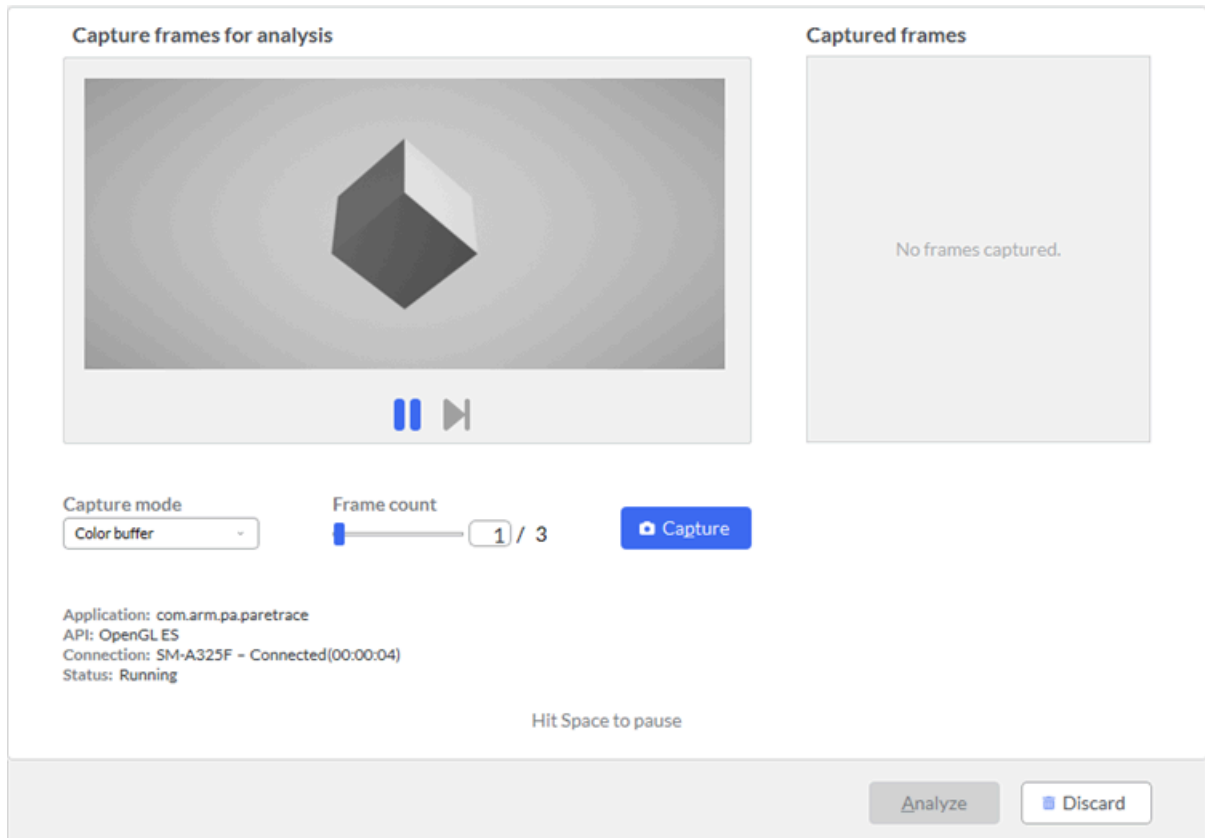 Capture frames for analysis
Captured frames
No frames captured.
Capture mode
Frame count
Color buffer
1 / 3
Capture
Application: com.arm.pa.paretrace
API: OpenGL ES
Connection: SM-A325F – Connected(00:00:04)
Status: Running
Hit Space to pause
Analyze
Discard